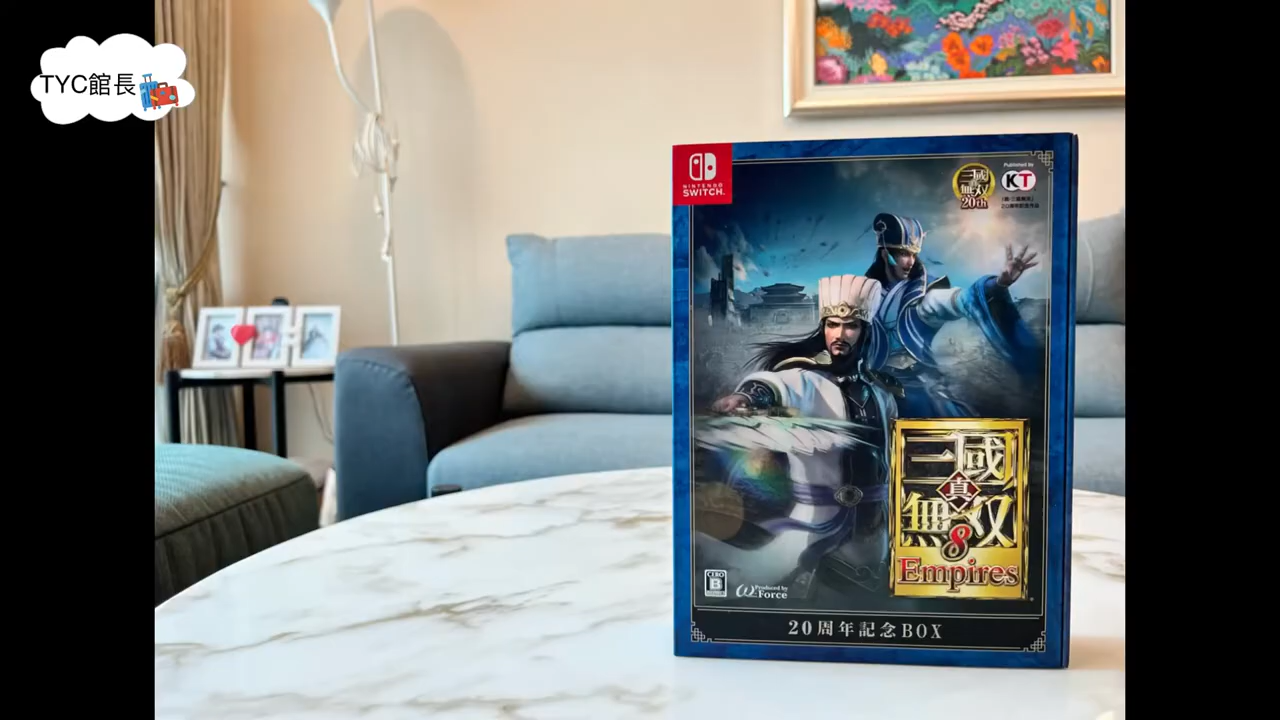 TYC館長
NINTENDO
SWITCH.
三國
無双
20th
Published by
KT
三國
真
無双
8
Empires
CERO
B
ω Produced by
Force
20周年記念BOX